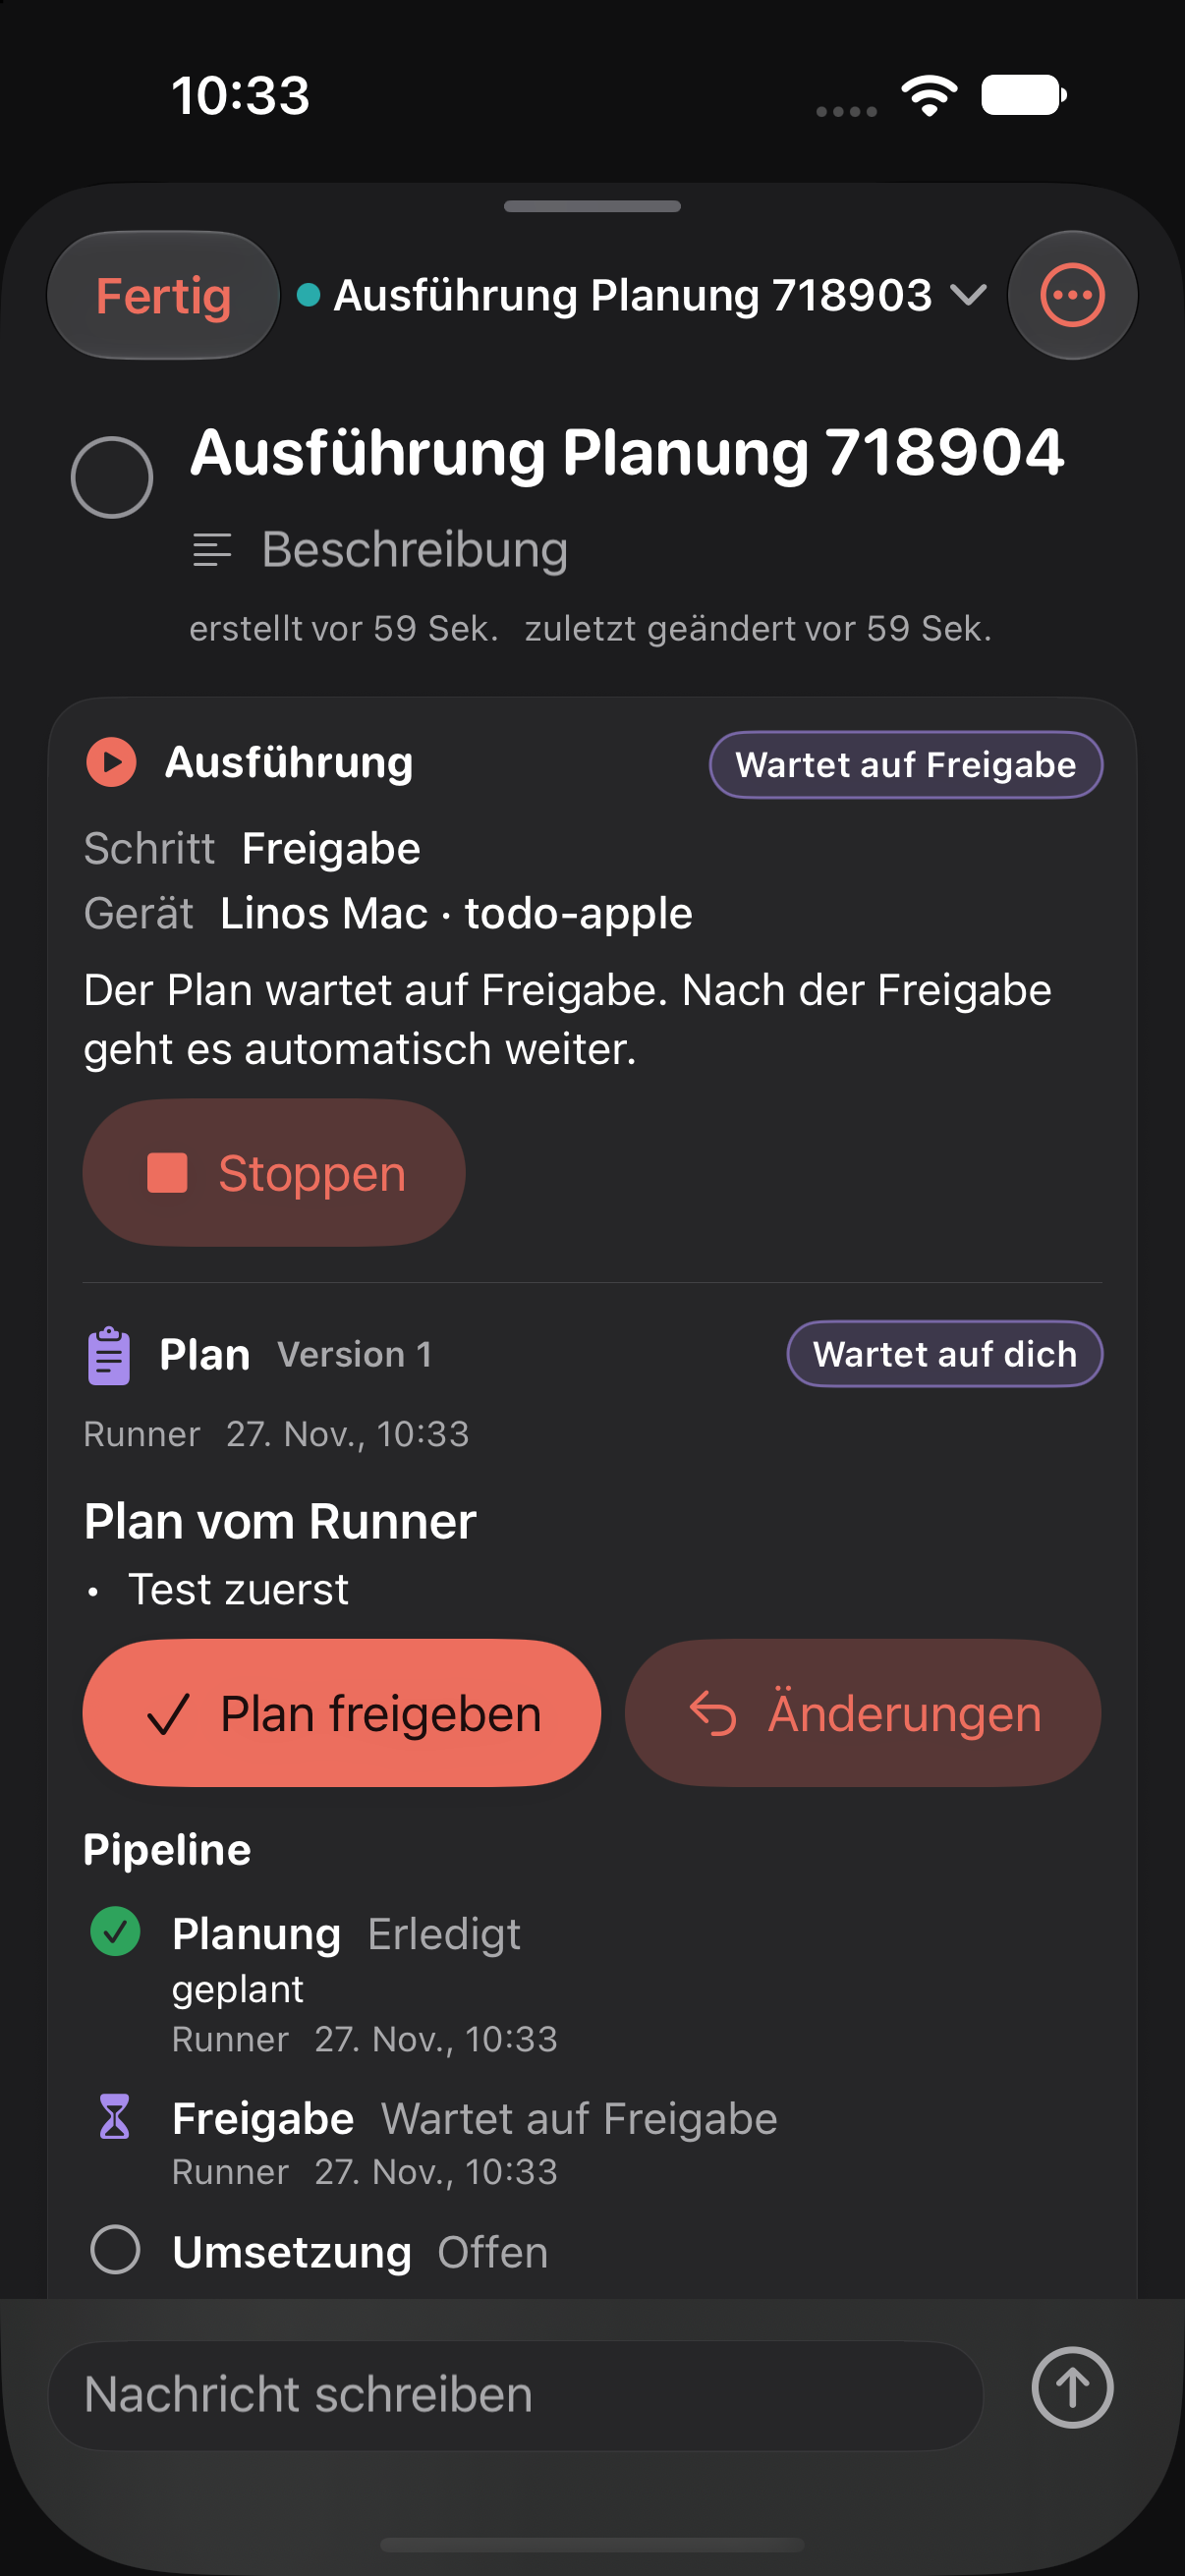 10:33
Fertig
Ausführung Planung 718903
Ausführung Planung 718904
Beschreibung
erstellt vor 59 Sek. zuletzt geändert vor 59 Sek.
Ausführung
Wartet auf Freigabe
Schritt Freigabe
Gerät Linos Mac · todo-apple
Der Plan wartet auf Freigabe. Nach der Freigabe
geht es automatisch weiter.
Stoppen
Plan Version 1
Wartet auf dich
Runner 27. Nov., 10:33
Plan vom Runner
• Test zuerst
Plan freigeben
Änderungen
Pipeline
Planung Erledigt
geplant
Runner 27. Nov., 10:33
Freigabe Wartet auf Freigabe
Runner 27. Nov., 10:33
Umsetzung Offen
Nachricht schreiben